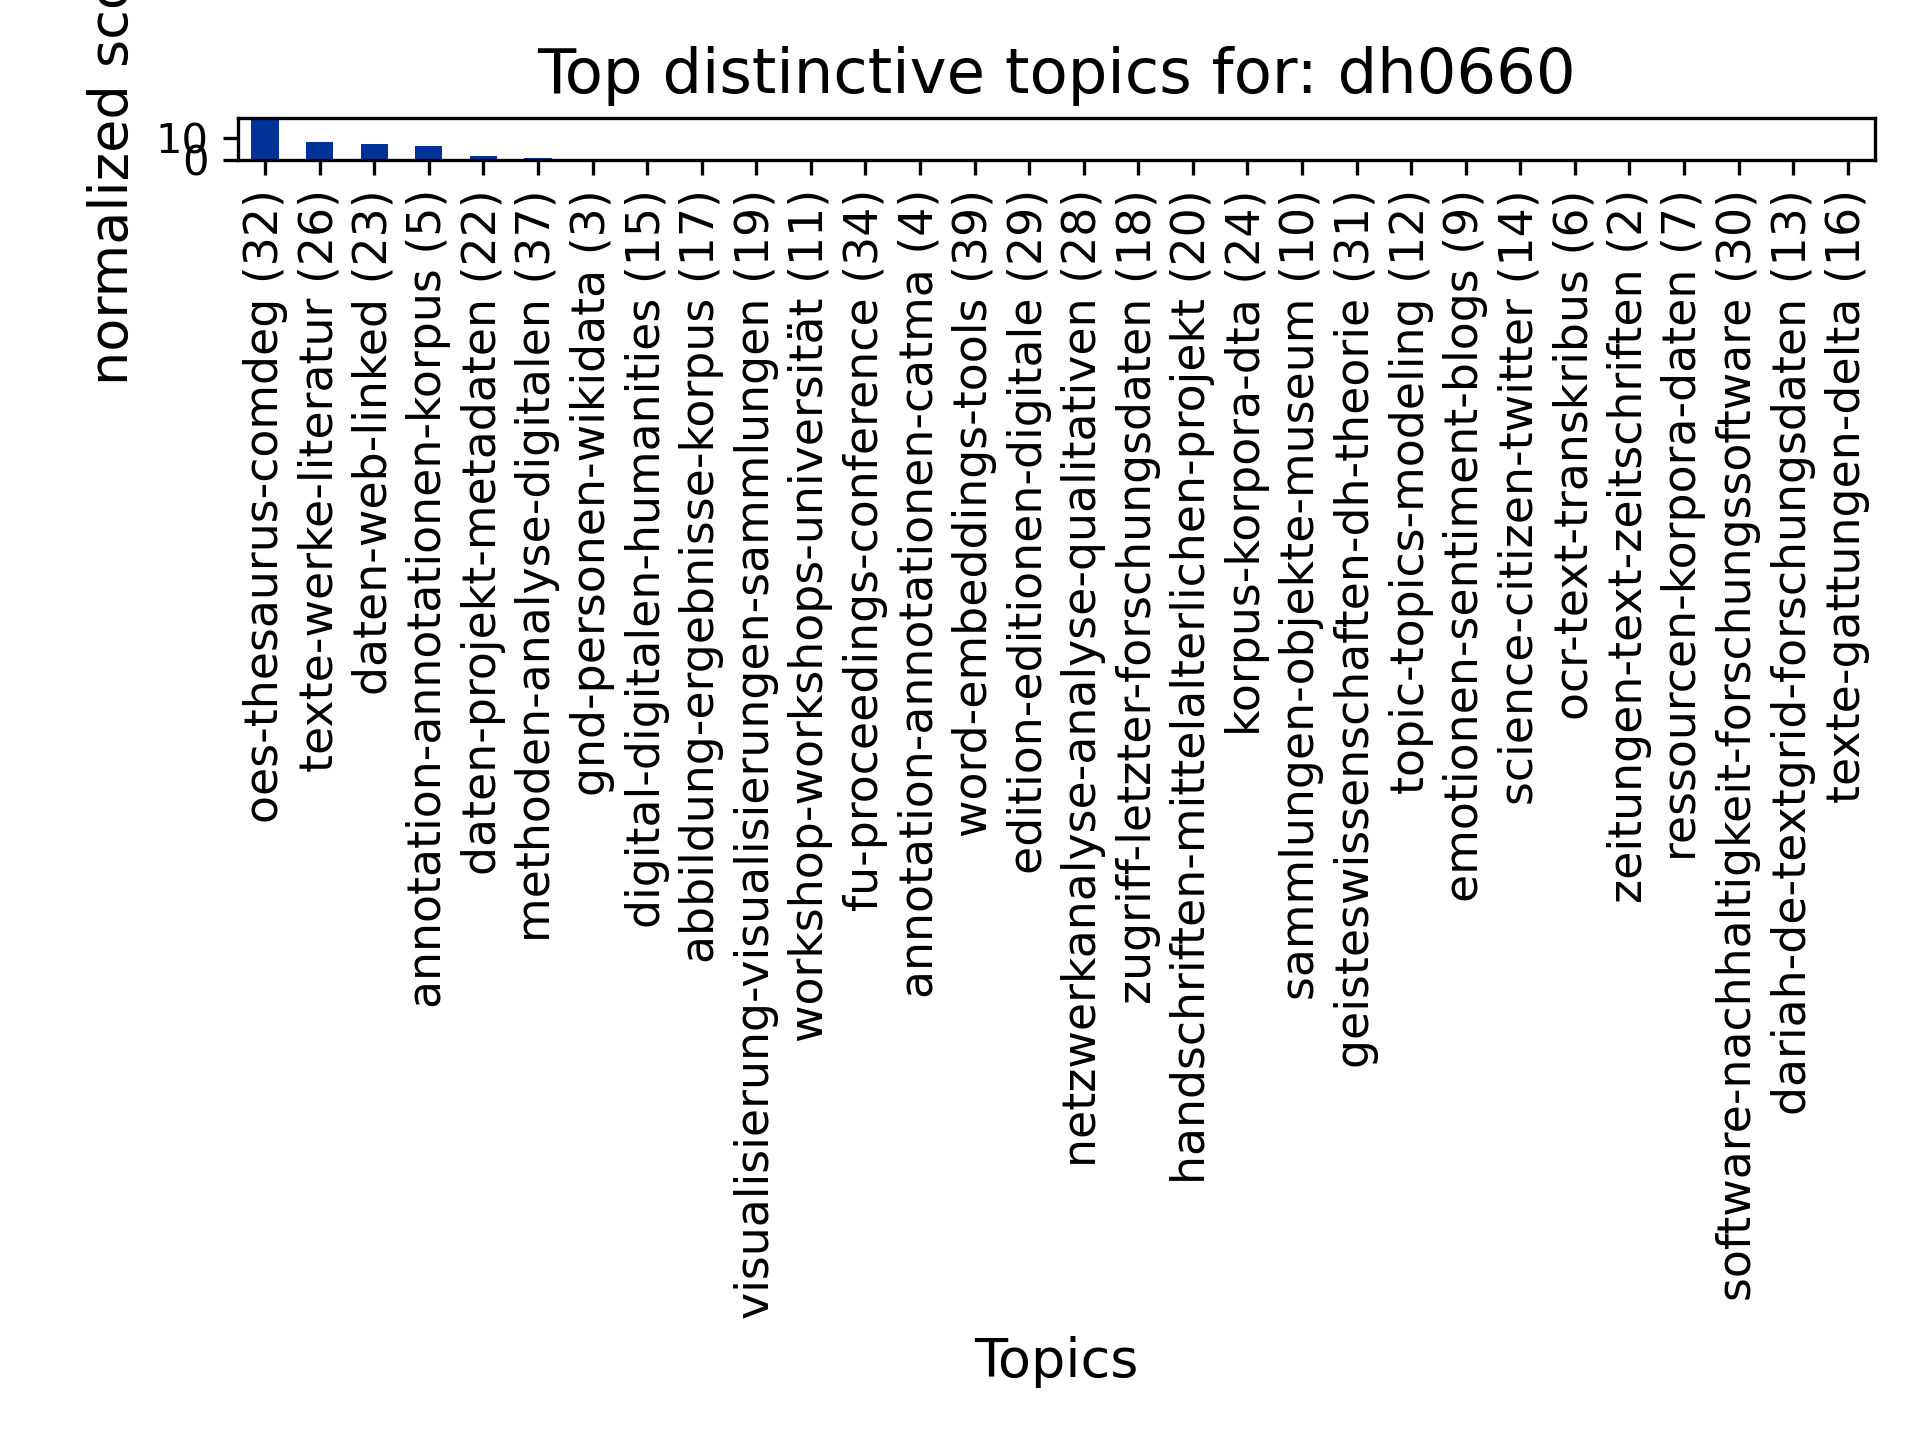 Top distinctive topics for: dh0660
normalized
10
0
oes-thesaurus-comdeg (32)
texte-werke-literatur (26)
daten-web-linked (23)
annotation-annotationen-korpus (5)
daten-projekt-metadaten (22)
methoden-analyse-digitalen (37)
gnd-personen-wikidata (3)
digital-digitalen-humanities (15)
abbildung-ergebnisse-korpus (17)
visualisierung-visualisierungen-sammlungen (19)
workshop-workshops-universität (11)
fu-proceedings-conference (34)
annotation-annotationen-catma (4)
word-embeddings-tools (39)
edition-editionen-digitale (29)
netzwerkanalyse-analyse-qualitativen (28)
zugriff-letzter-forschungsdaten (18)
handschriften-mittelalterlichen-projekt (20)
korpus-korpora-dta (24)
sammlungen-objekte-museum (10)
geisteswissenschaften-dh-theorie (31)
topic-topics-modeling (12)
emotionen-sentiment-blogs (9)
science-citizen-twitter (14)
ocr-text-transkribus (6)
zeitungen-text-zeitschriften (2)
ressourcen-korpora-daten (7)
software-nachhaltigkeit-forschungssoftware (30)
dariah-de-textgrid-forschungsdaten (13)
texte-gattungen-delta (16)
Topics